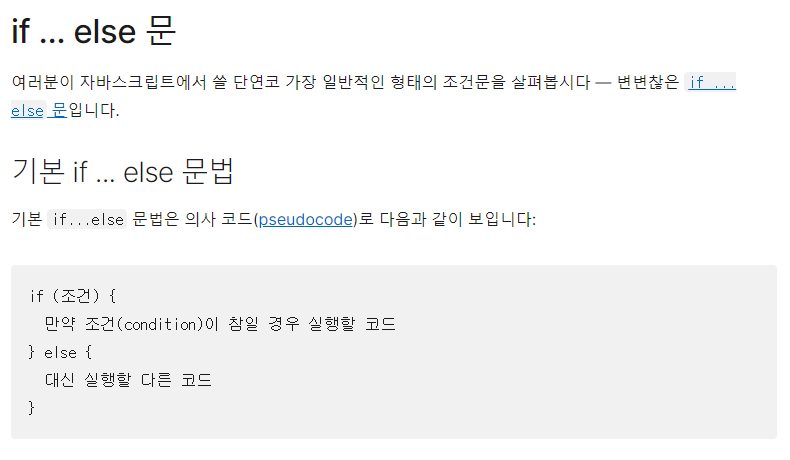 if ... else 문
여러분이 자바스크립트에서 쓸 단연코 가장 일반적인 형태의 조건문을 살펴봅시다 — 변변찮은 if ...
else 문입니다.
기본 if ... else 문법
기본 if...else 문법은 의사 코드(pseudocode)로 다음과 같이 보입니다:
if (조건) {
  만약 조건(condition)이 참일 경우 실행할 코드
} else {
  대신 실행할 다른 코드
}